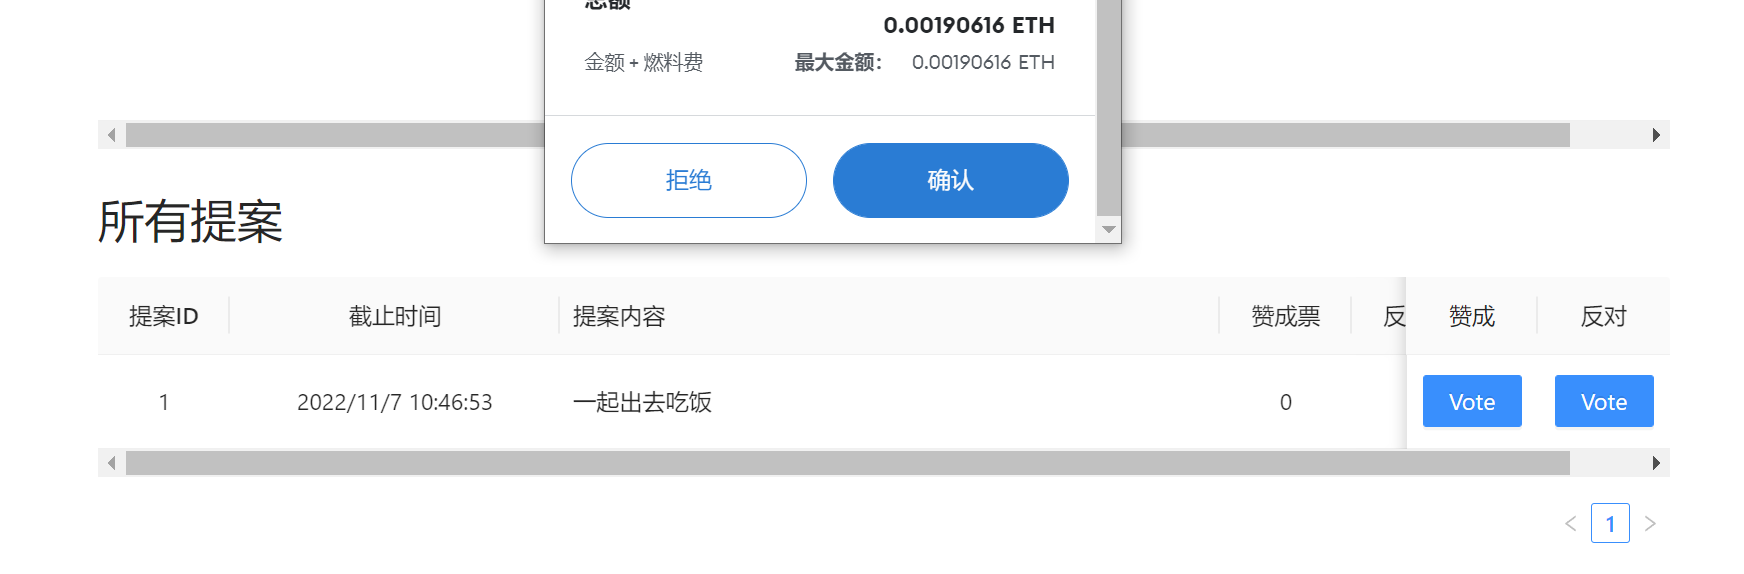 总额
0.00190616 ETH
金额 + 燃料费 最大金额： 0.00190616 ETH
拒绝 确认
所有提案
提案ID 截止时间 提案内容 赞成票 反 赞成 反对
1 2022/11/7 10:46:53 一起出去吃饭 0 Vote Vote
< 1 >